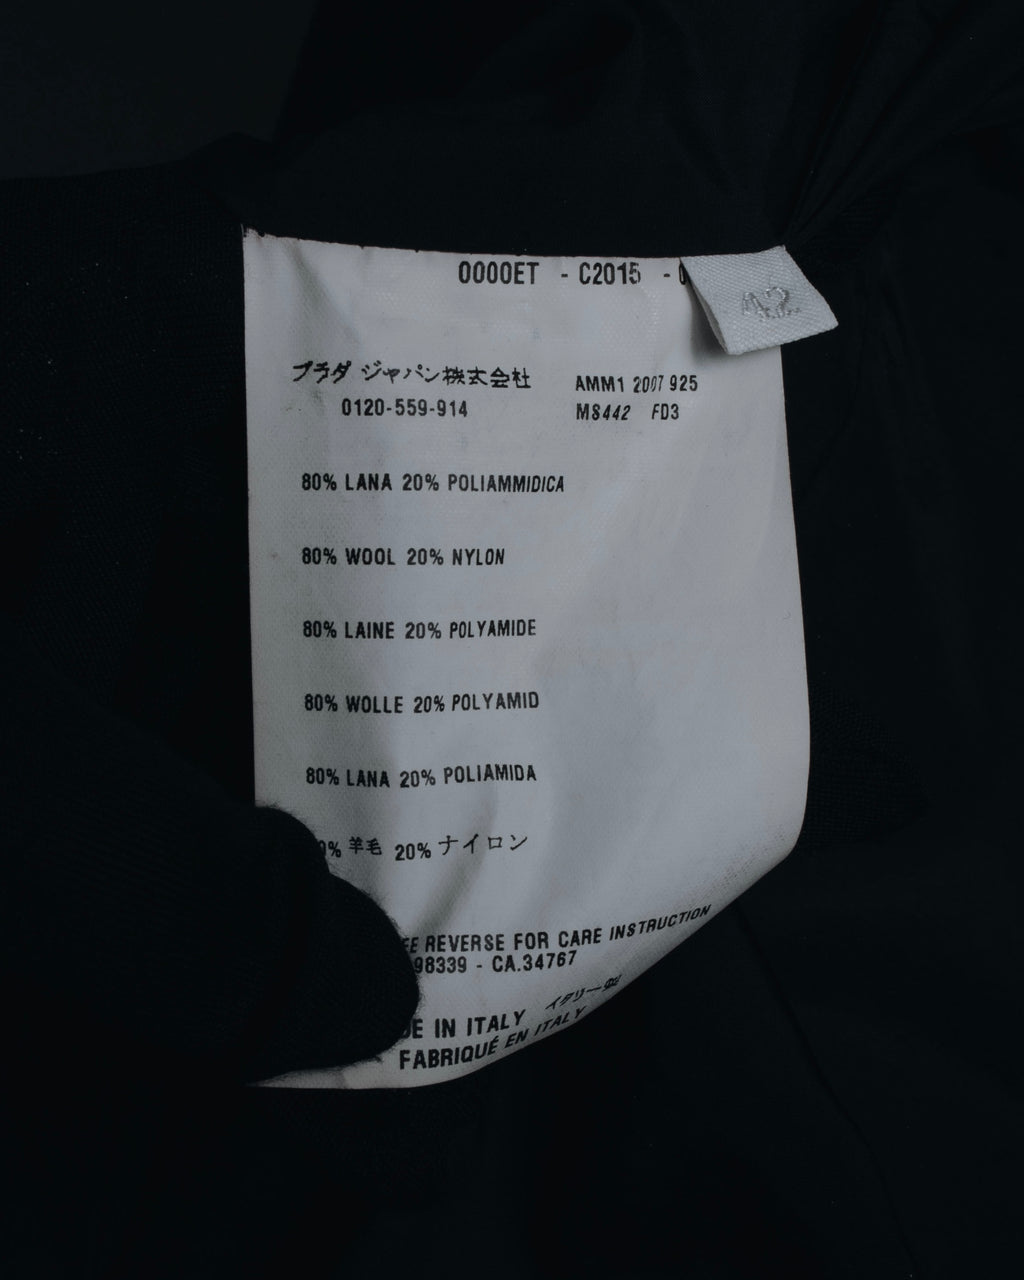 0000ET - C2015 -
42
プラダ ジャパン株式会社
0120-559-914
AMM1 2007 925
MS442 FD3
80% LANA 20% POLIAMMIDICA
80% WOOL 20% NYLON
80% LAINE 20% POLYAMIDE
80% WOLLE 20% POLYAMID
80% LANA 20% POLIAMIDA
0% 羊毛 20% ナイロン
EE REVERSE FOR CARE INSTRUCTION
98339 - CA.34767
DE IN ITALY イタリー製
FABRIQUÉ EN ITALY